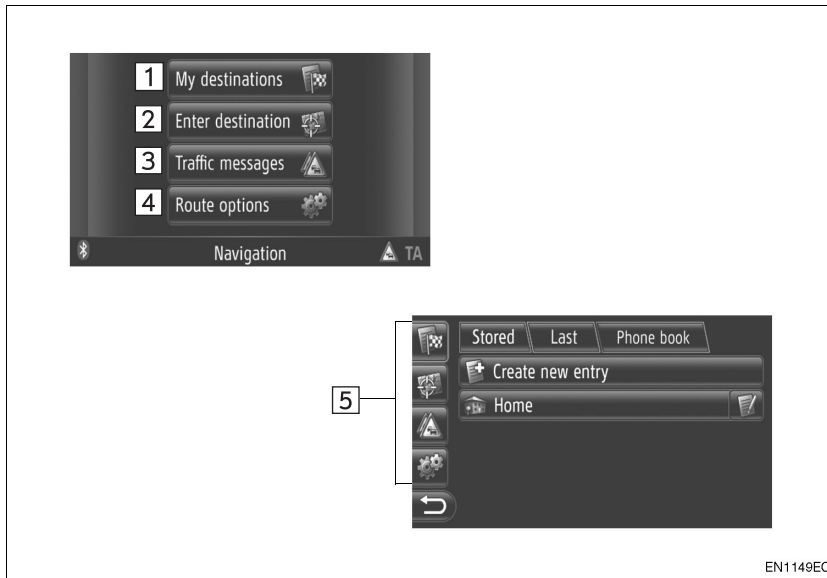 1 My destinations
2 Enter destination
3 Traffic messages
4 Route options
Navigation TA
Stored Last Phone book
Create new entry
5
Home
EN1149EC